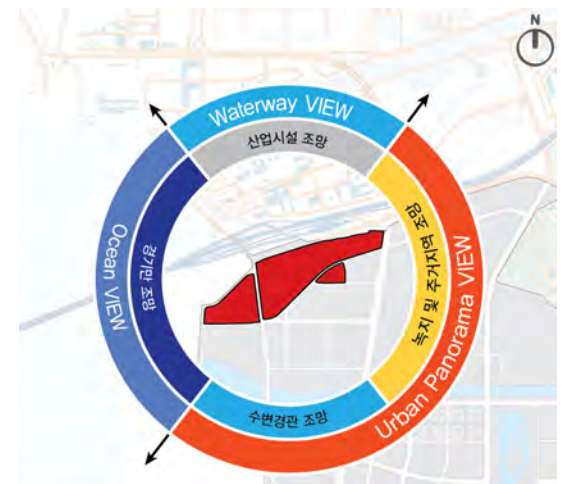 N
Waterway VIEW
산업시설 조망
Ocean VIEW
경기만 조망
녹지 및 주거지역 조망
Urban Panorama VIEW
수변경관 조망